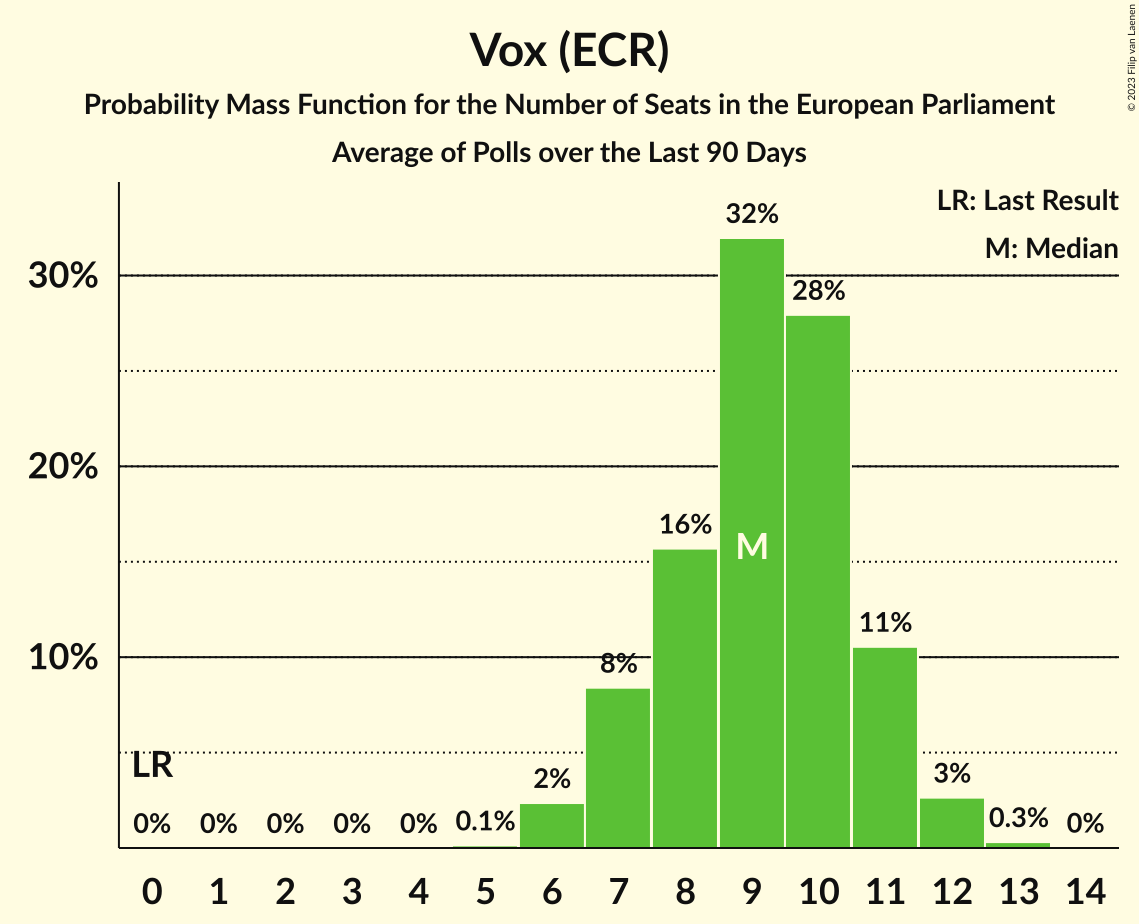 Vox (ECR)
Probability Mass Function for the Number of Seats in the European Parliament
Average of Polls over the Last 90 Days
© 2023 Filip van Laenen
LR: Last Result
M: Median
30%
20%
10%
LR
0%
0%
0%
0%
0%
0.1%
2%
8%
16%
32%
M
28%
11%
3%
0.3%
0%
0 1 2 3 4 5 6 7 8 9 10 11 12 13 14